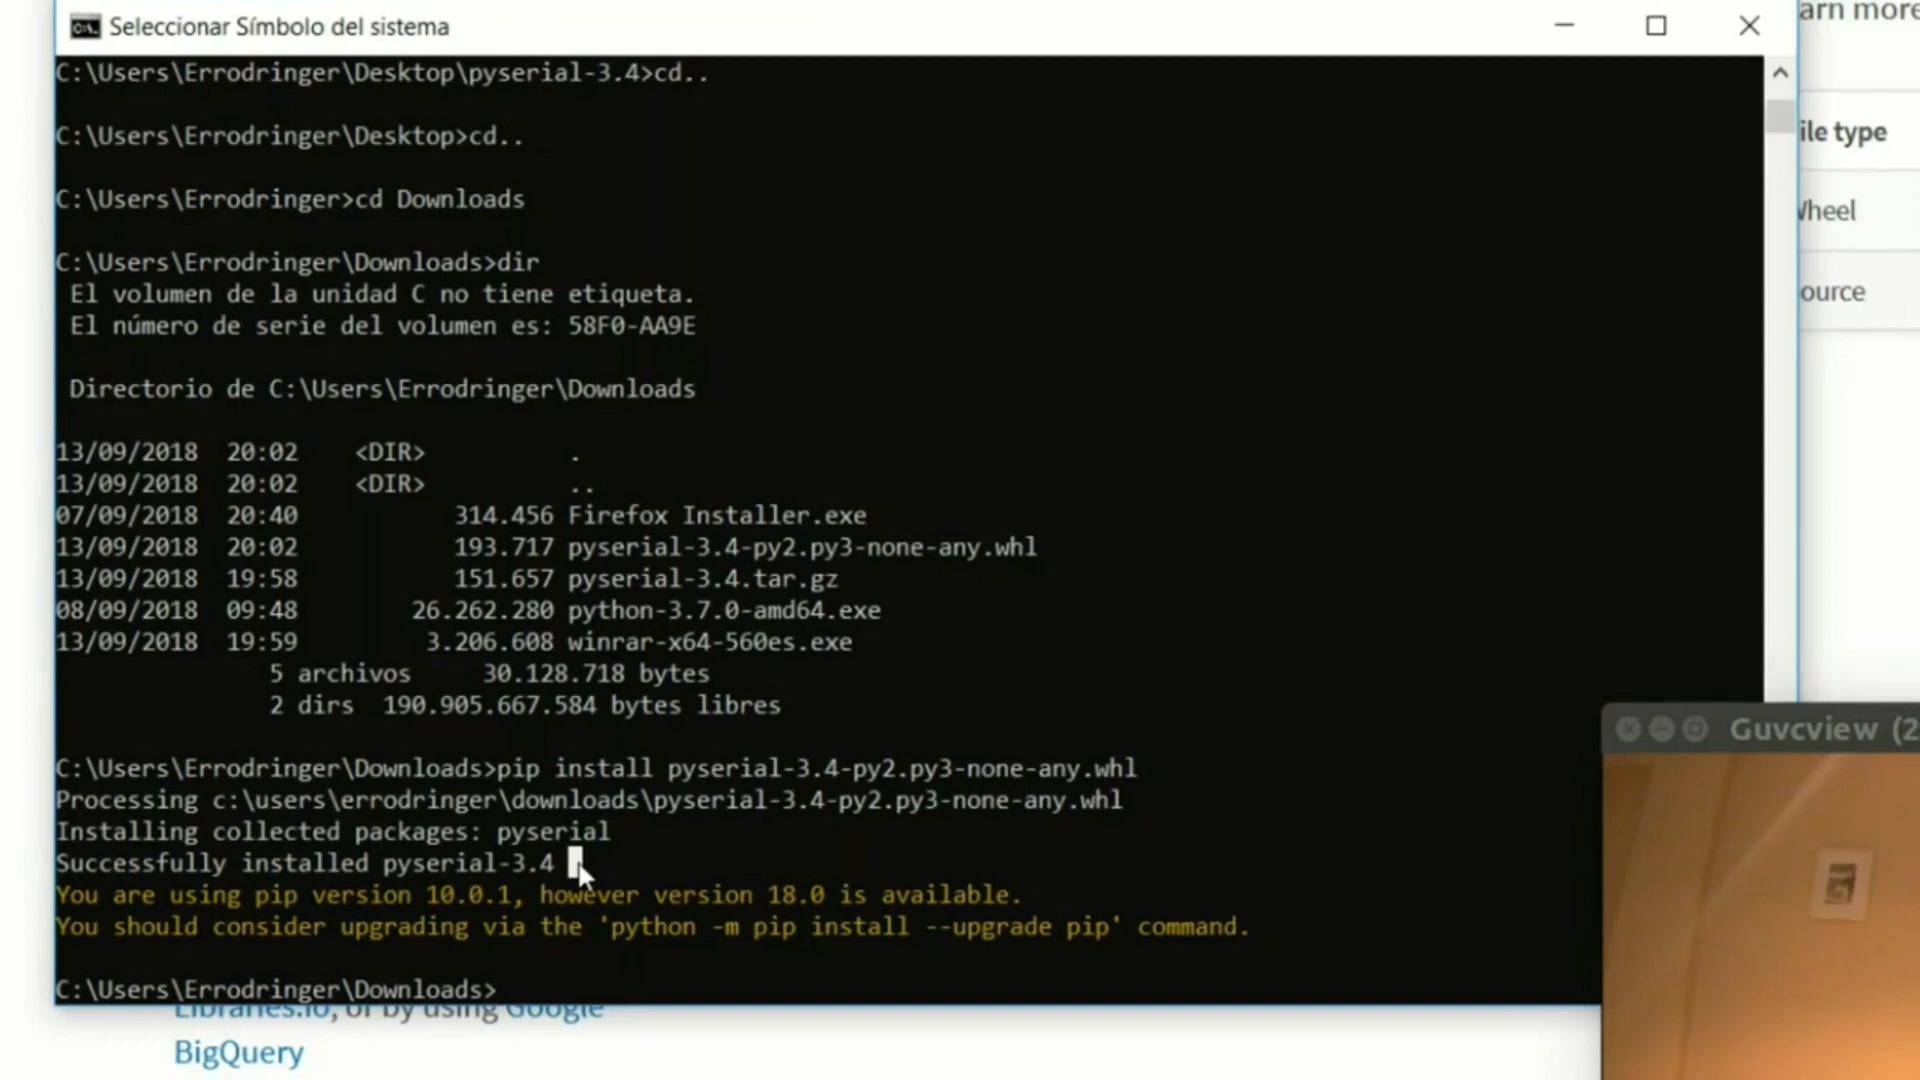 Seleccionar Símbolo del sistema
arn more
C:\Users\Errodringer\Desktop\pyserial-3.4>cd..
C:\Users\Errodringer\Desktop>cd..
ile type
C:\Users\Errodringer>cd Downloads
Wheel
C:\Users\Errodringer\Downloads>dir
El volumen de la unidad C no tiene etiqueta.
ource
El número de serie del volumen es: 58F0-AA9E
Directorio de C:\Users\Errodringer\Downloads
13/09/2018 20:02 <DIR> .
13/09/2018 20:02 <DIR> ..
07/09/2018 20:40 314.456 Firefox Installer.exe
13/09/2018 20:02 193.717 pyserial-3.4-py2.py3-none-any.whl
13/09/2018 19:58 151.657 pyserial-3.4.tar.gz
08/09/2018 09:48 26.262.280 python-3.7.0-amd64.exe
13/09/2018 19:59 3.206.608 winrar-x64-560es.exe
5 archivos 30.128.718 bytes
2 dirs 190.905.667.584 bytes libres
Guvcview (2
C:\Users\Errodringer\Downloads>pip install pyserial-3.4-py2.py3-none-any.whl
Processing c:\users\errodringer\downloads\pyserial-3.4-py2.py3-none-any.whl
Installing collected packages: pyserial
Successfully installed pyserial-3.4
You are using pip version 10.0.1, however version 18.0 is available.
You should consider upgrading via the 'python -m pip install --upgrade pip' command.
C:\Users\Errodringer\Downloads>
Libraries.io, or by using Google
BigQuery